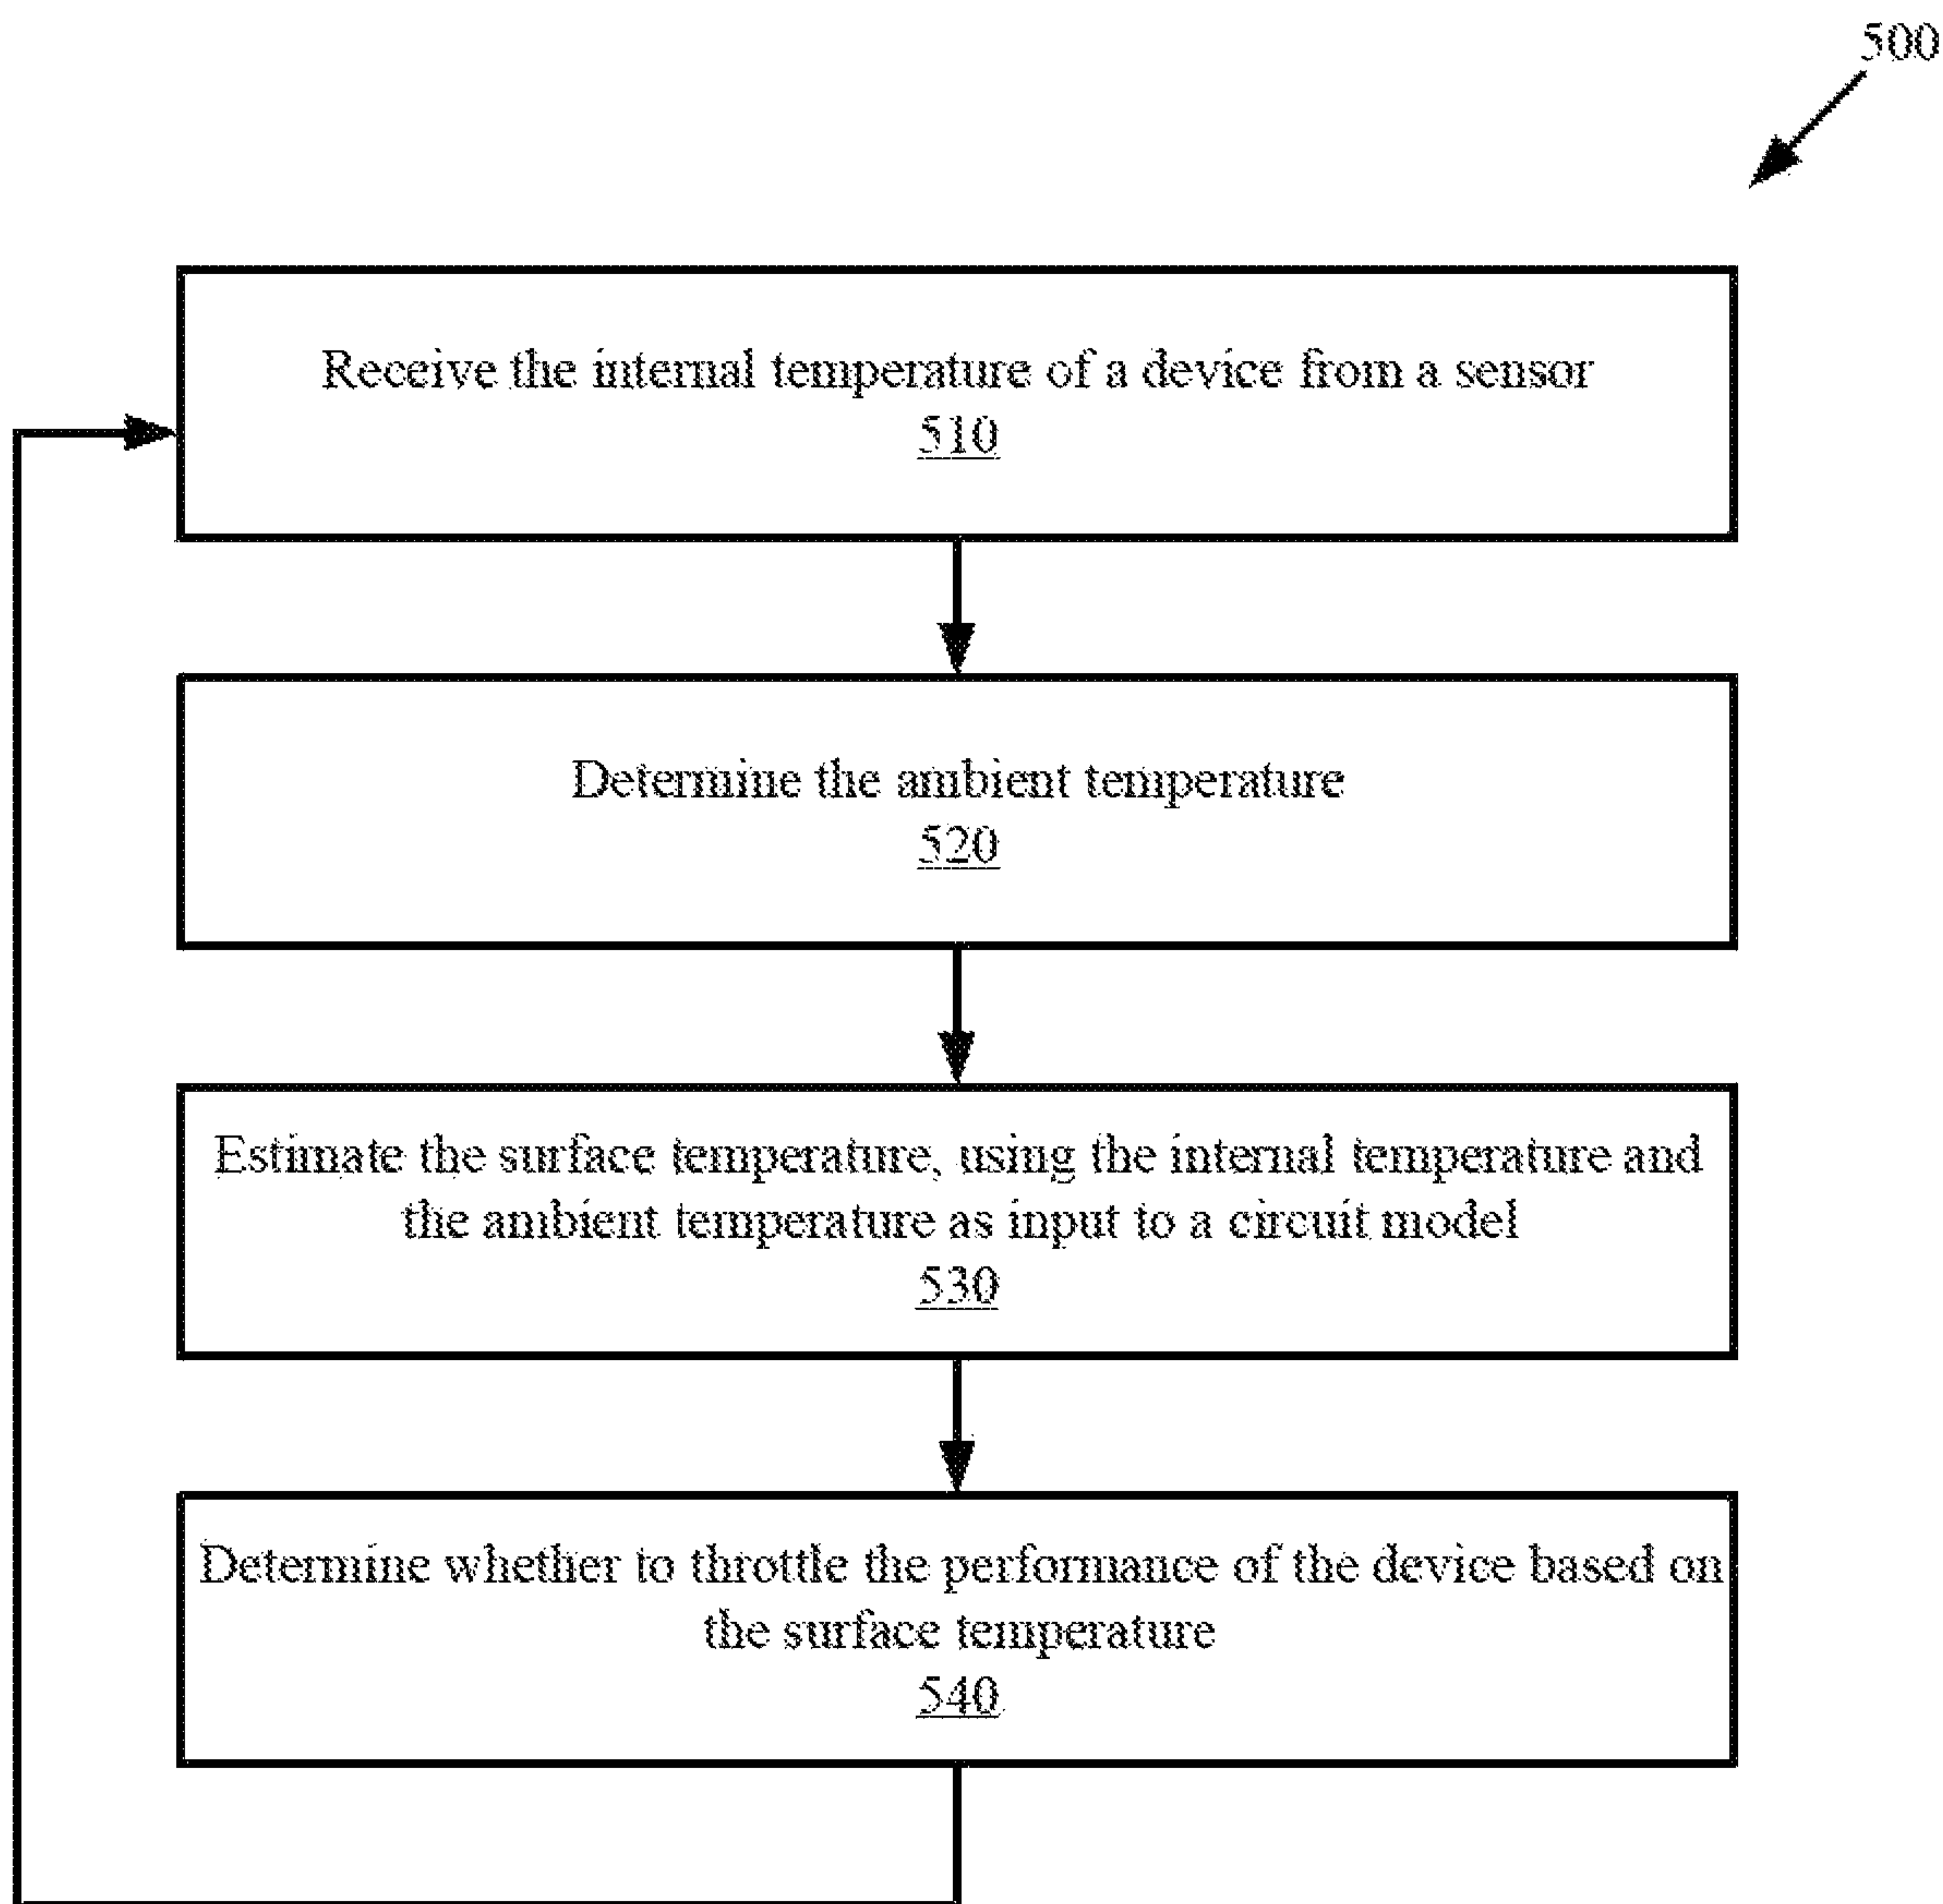 500
Receive the internal temperature of a device from a sensor
510
Determine the ambient temperature
520
Estimate the surface temperature, using the internal temperature and
the ambient temperature as input to a circuit model
530
Determine whether to throttle the performance of the device based on
the surface temperature
540